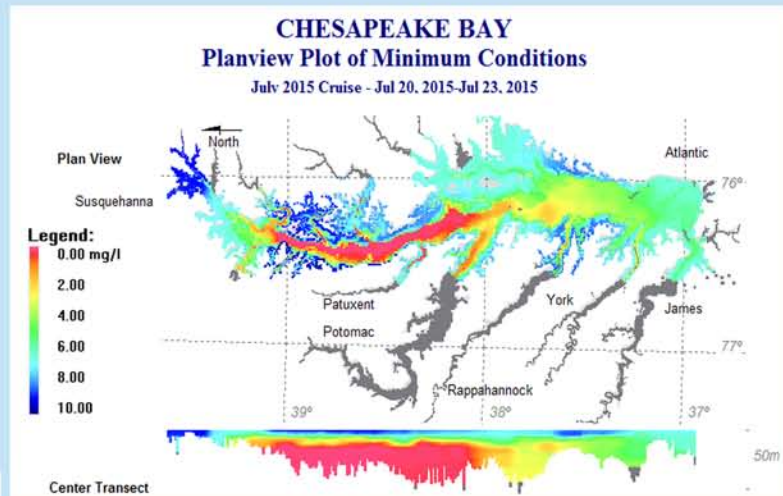 CHESAPEAKE BAY
Planview Plot of Minimum Conditions
July 2015 Cruise - Jul 20, 2015-Jul 23, 2015
North
Plan View
Atlantic
76°
Susquehanna
Legend:
0.00 mg/l
2.00
4.00
6.00
8.00
10.00
Patuxent
York
James
Potomac
77°
Rappahannock
39°
38°
37°
50m
Center Transect